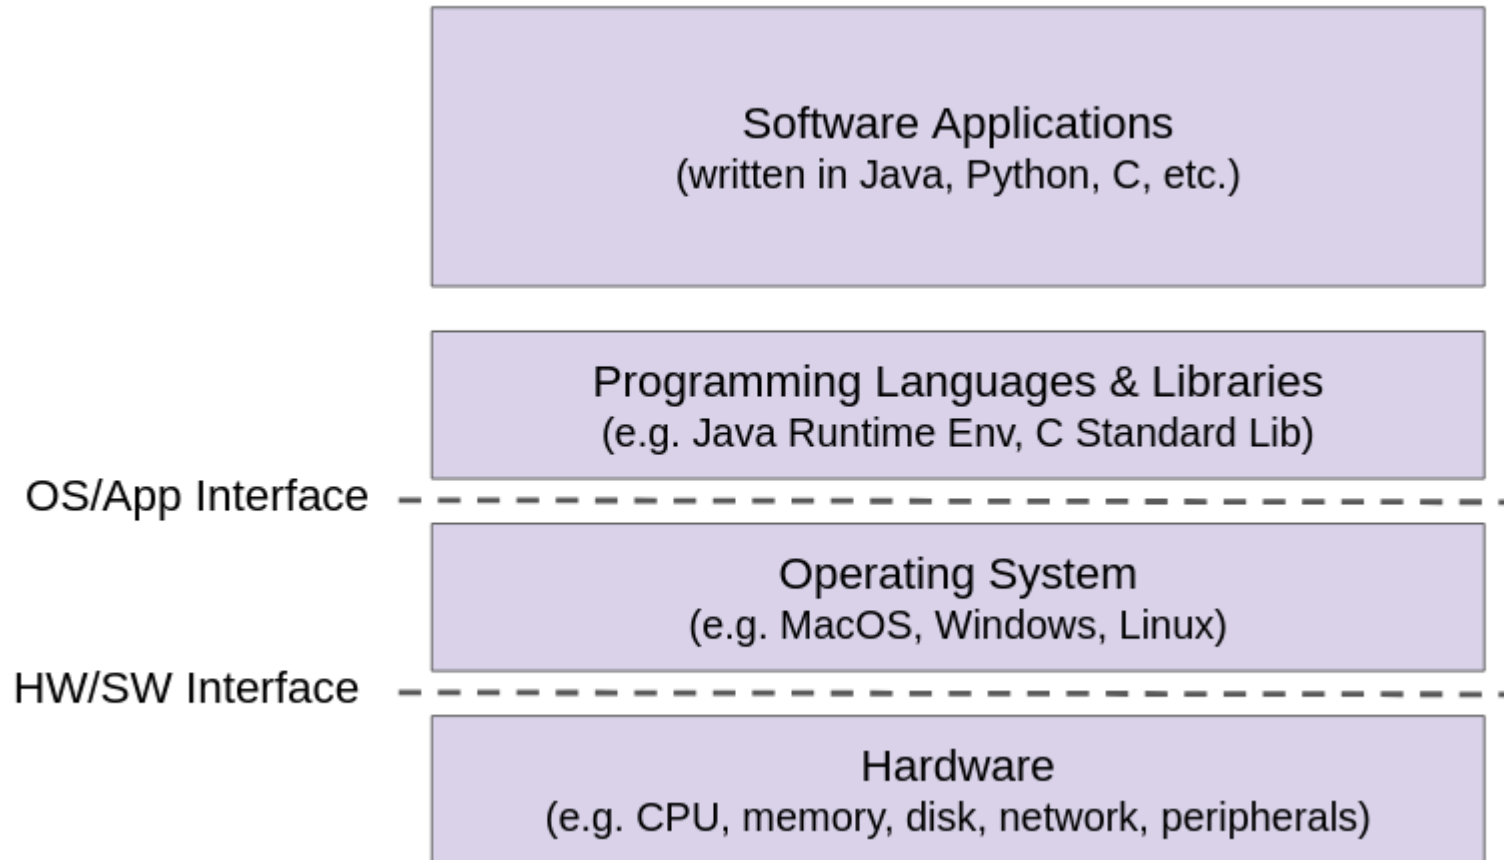 Software Applications
(written in Java, Python, C, etc.)
Programming Languages & Libraries
(e.g. Java Runtime Env, C Standard Lib)
OS/App Interface
Operating System
(e.g. MacOS, Windows, Linux)
HW/SW Interface
Hardware
(e.g. CPU, memory, disk, network, peripherals)